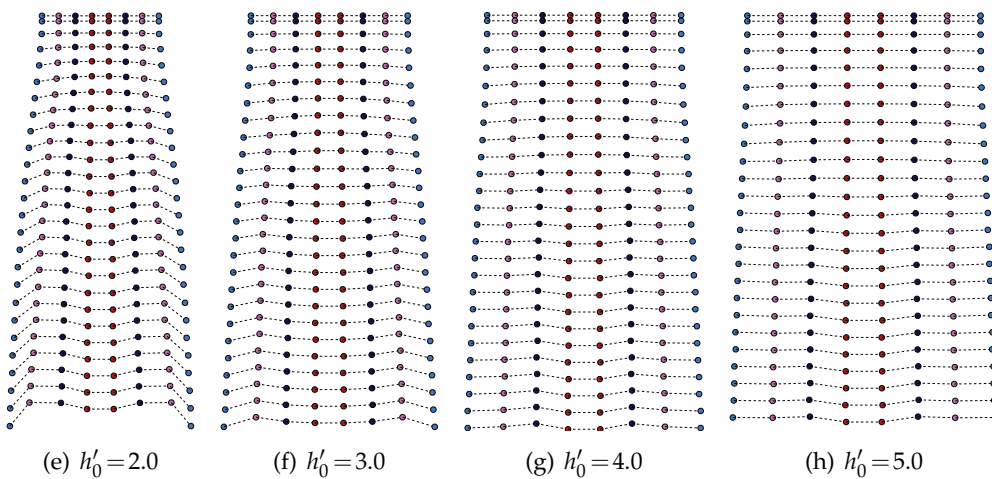 (e) h′₀=2.0 (f) h′₀=3.0 (g) h′₀=4.0 (h) h′₀=5.0